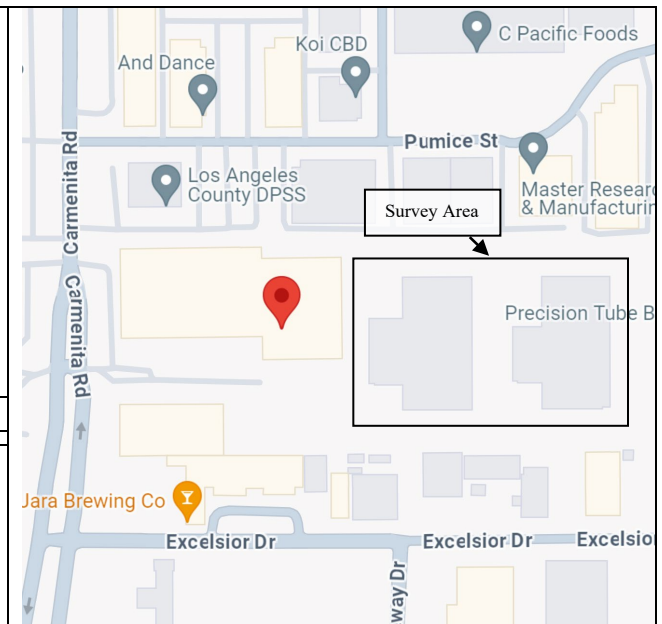 Koi CBD
C Pacific Foods
And Dance
Carmenita Rd
Pumice St
Los Angeles
County DPSS
Master Researc
& Manufacturin
Survey Area
Carmenita Rd
Precision Tube B
Jara Brewing Co
Excelsior Dr
Excelsior Dr
Excelsio
way Dr